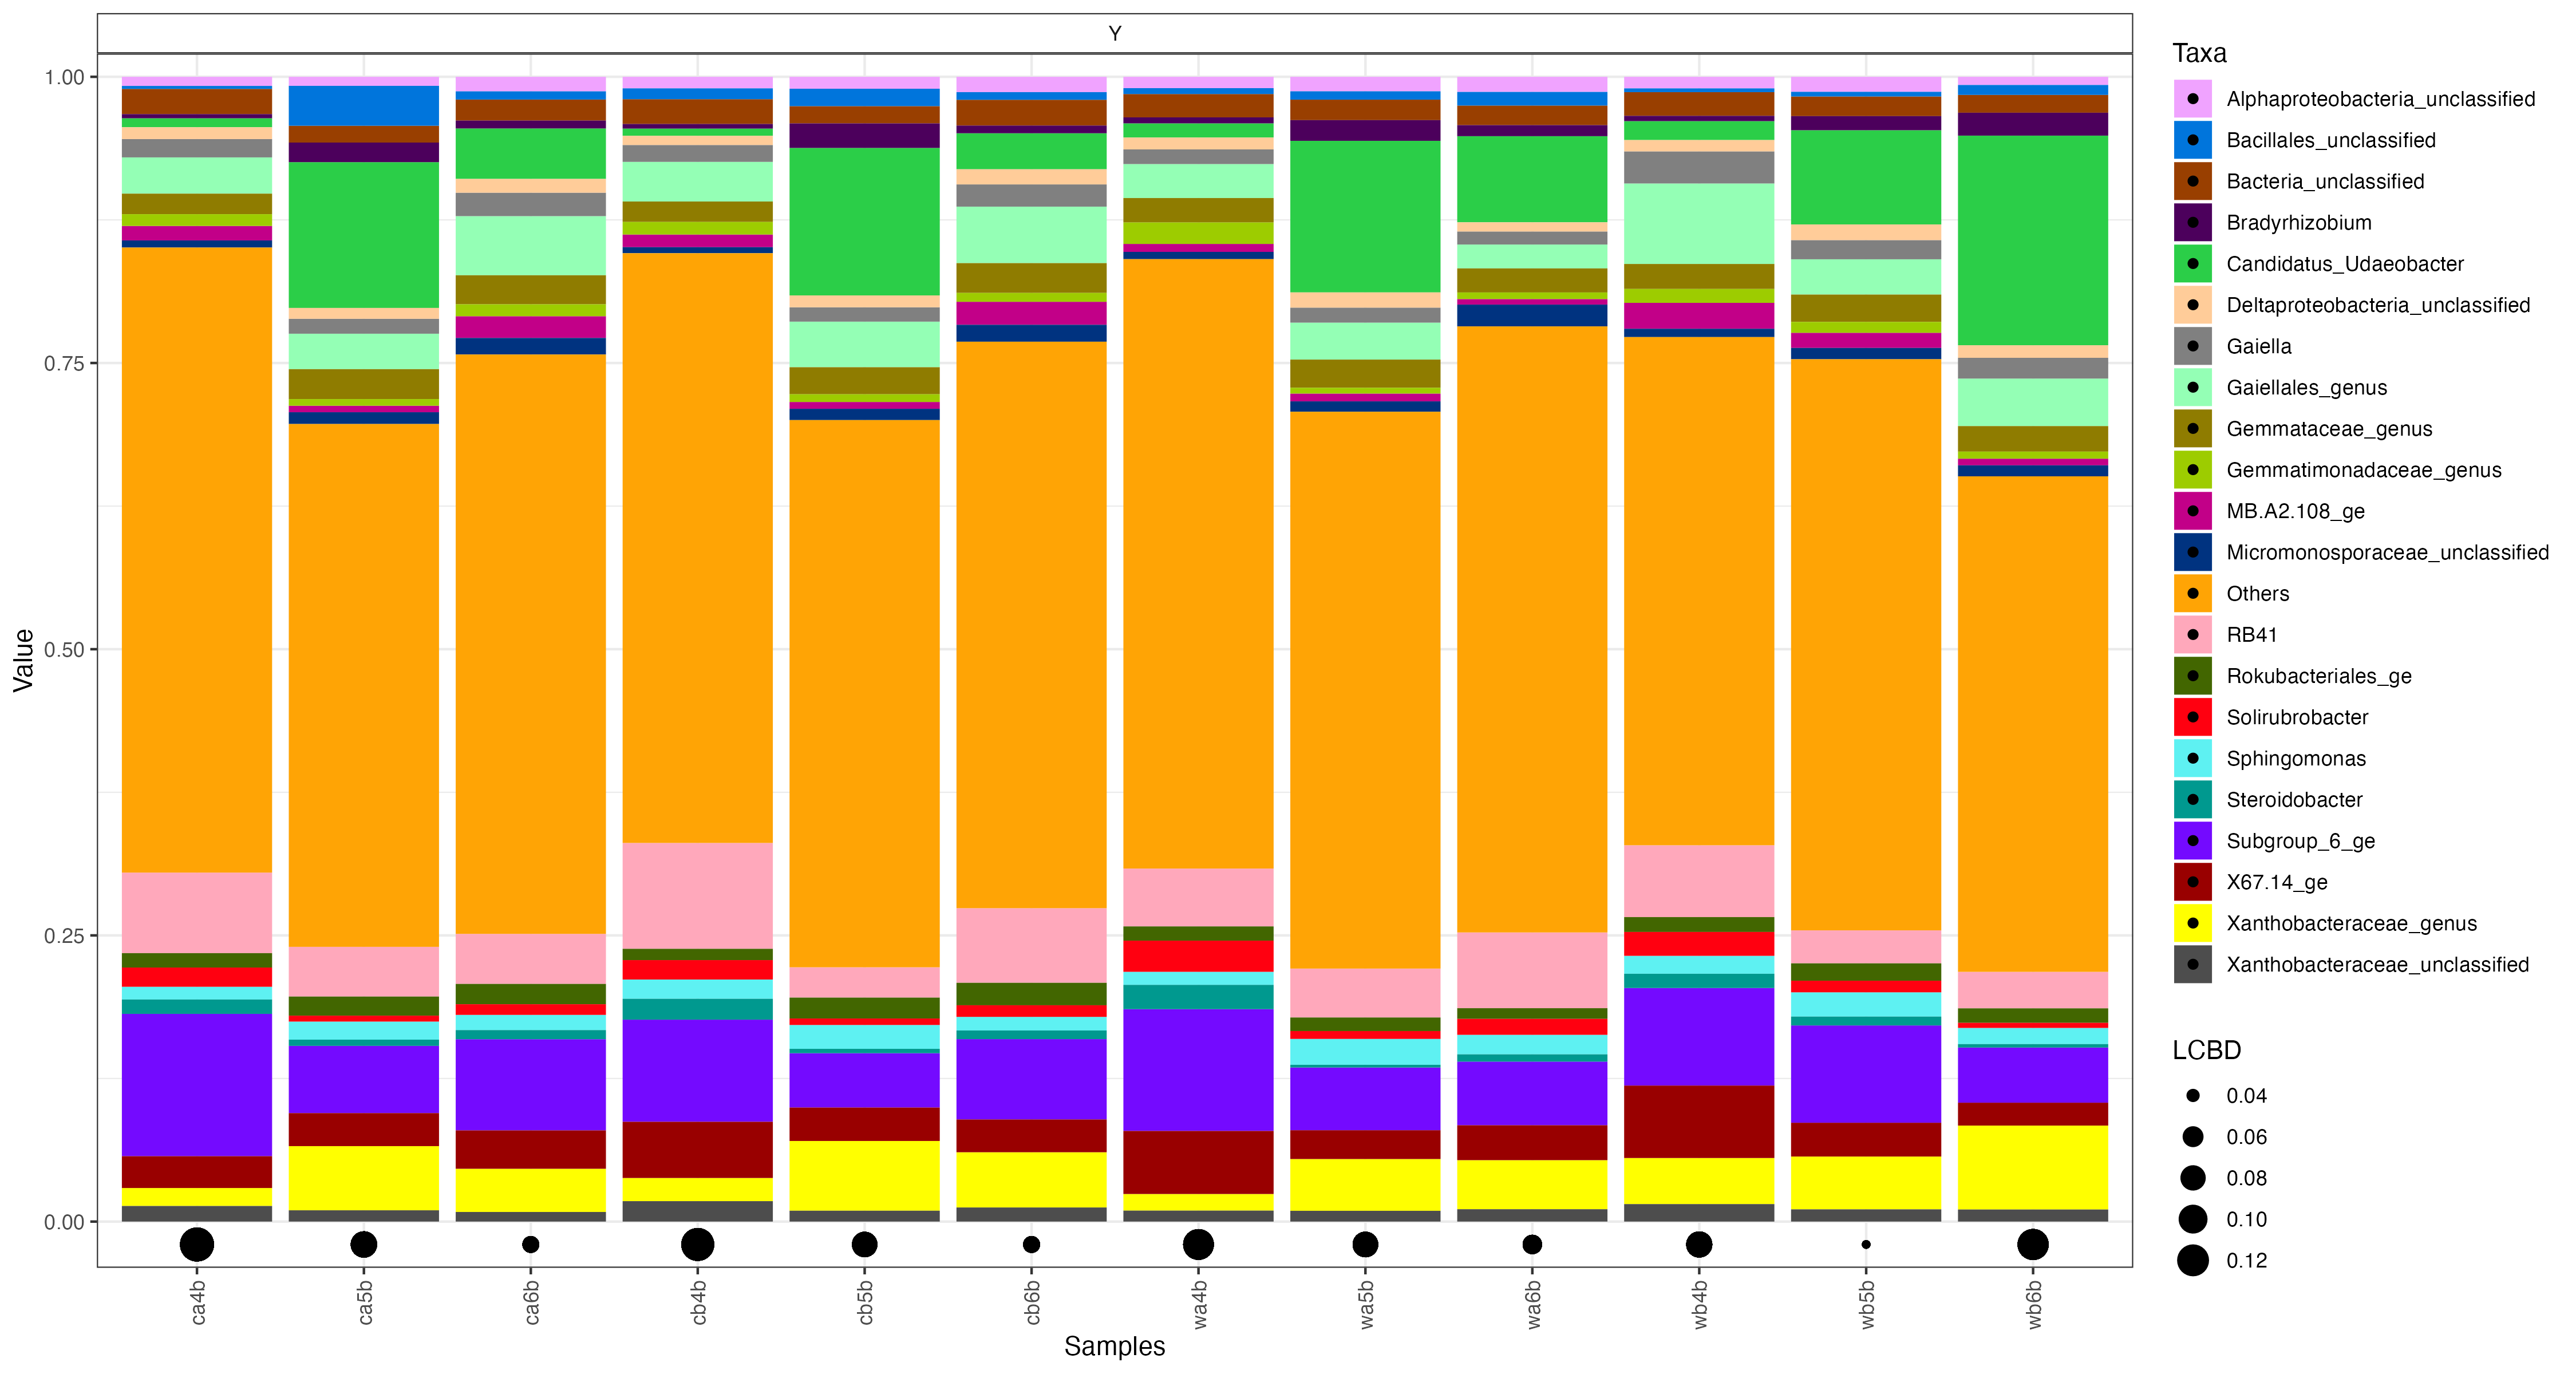 Y
1.00
0.75
0.50
0.25
0.00
Value
ca4b
ca5b
ca6b
cb4b
cb5b
cb6b
wa4b
wa5b
wa6b
wb4b
wb5b
wb6b
Samples
Taxa
Alphaproteobacteria_unclassified
Bacillales_unclassified
Bacteria_unclassified
Bradyrhizobium
Candidatus_Udaeobacter
Deltaproteobacteria_unclassified
Gaiella
Gaiellales_genus
Gemmataceae_genus
Gemmatimonadaceae_genus
MB.A2.108_ge
Micromonosporaceae_unclassified
Others
RB41
Rokubacteriales_ge
Solirubrobacter
Sphingomonas
Steroidobacter
Subgroup_6_ge
X67.14_ge
Xanthobacteraceae_genus
Xanthobacteraceae_unclassified
LCBD
0.04
0.06
0.08
0.10
0.12